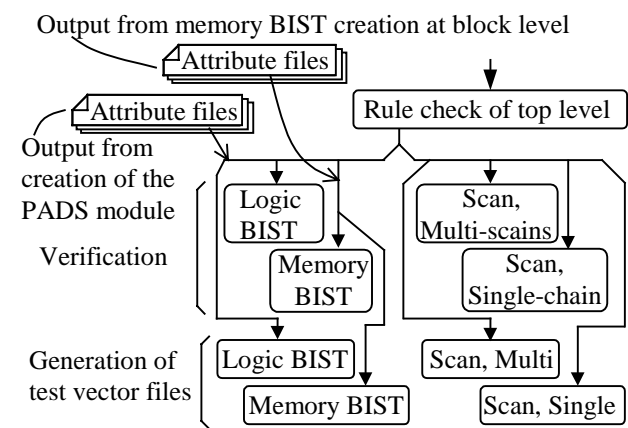 Output from memory BIST creation at block level
Attribute files
Attribute files
Rule check of top level
Output from
creation of the
PADS module
Logic
BIST
Scan,
Multi-scains
Verification
Memory
BIST
Scan,
Single-chain
Generation of
test vector files
Logic BIST
Scan, Multi
Memory BIST
Scan, Single